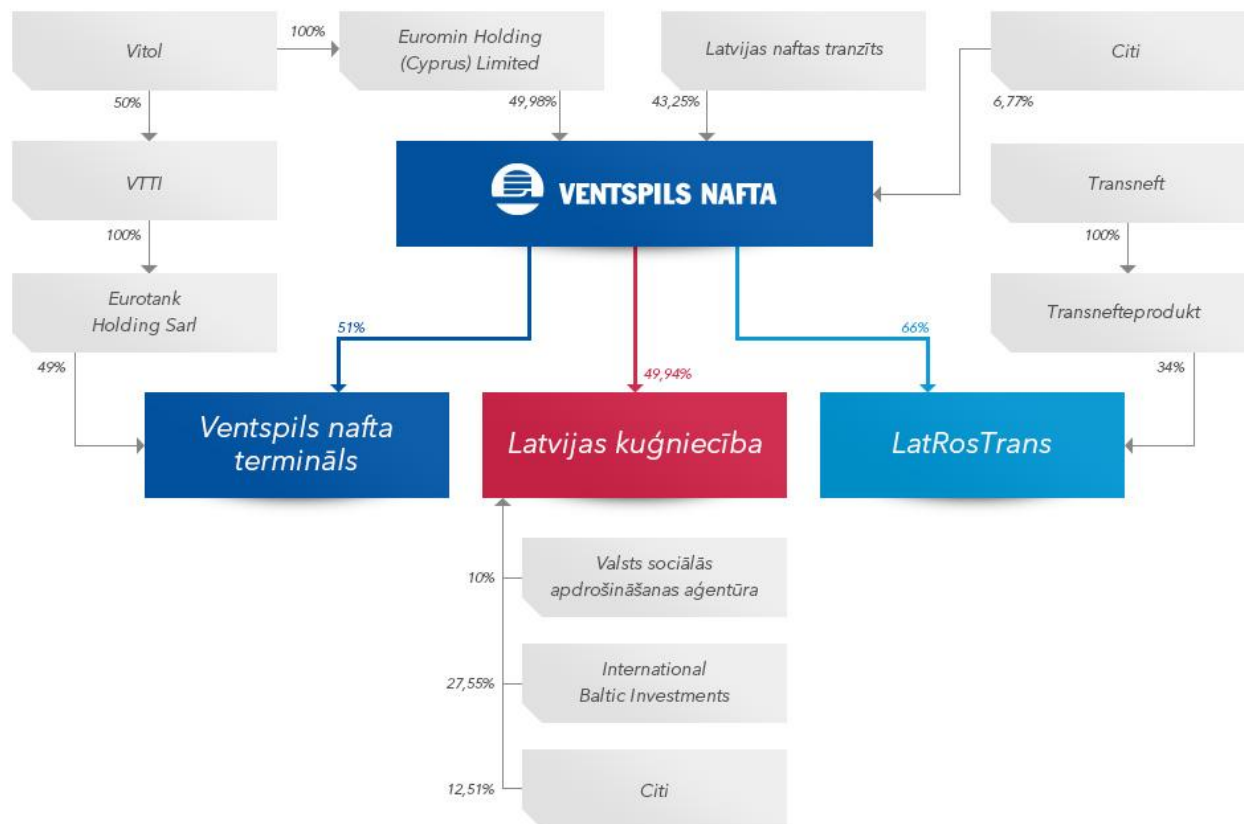 Vitol
100%
Euromin Holding
(Cyprus) Limited
Latvijas naftas tranzīts
Citi
50%
49,98%
43,25%
6,77%
VTTI
VENTSPILS NAFTA
Transneft
100%
100%
Eurotank
Holding Sarl
Transnefteprodukt
51%
66%
49%
49,94%
34%
Ventspils nafta
termināls
Latvijas kuģniecība
LatRosTrans
Valsts sociālās
apdrošināšanas aģentūra
10%
International
Baltic Investments
27,55%
12,51%
Citi